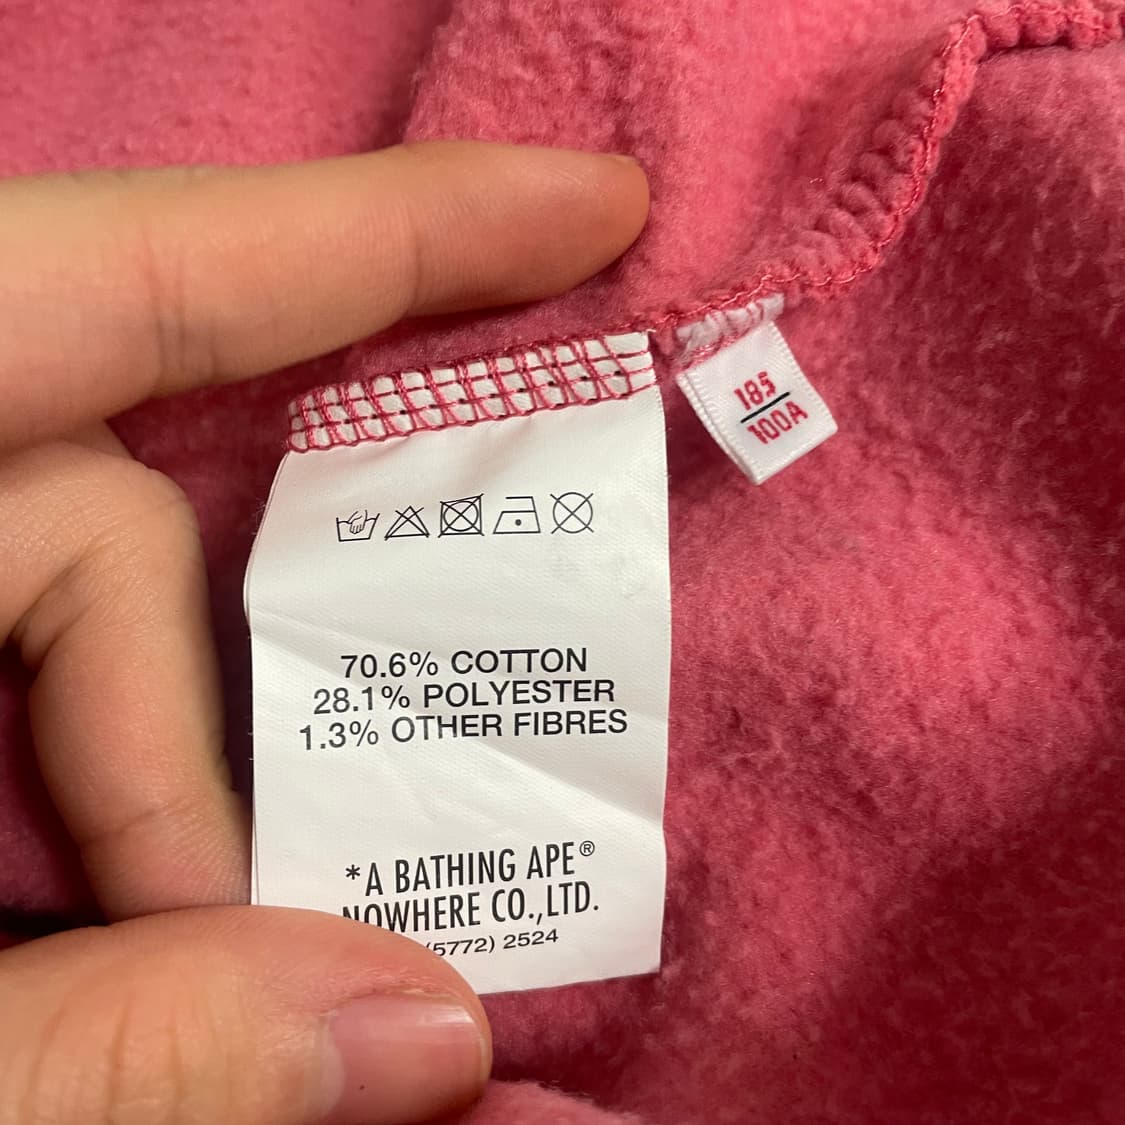 70.6% COTTON
28.1% POLYESTER
1.3% OTHER FIBRES
*A BATHING APE®
NOWHERE CO.,LTD.
(5772) 2524
185
100A